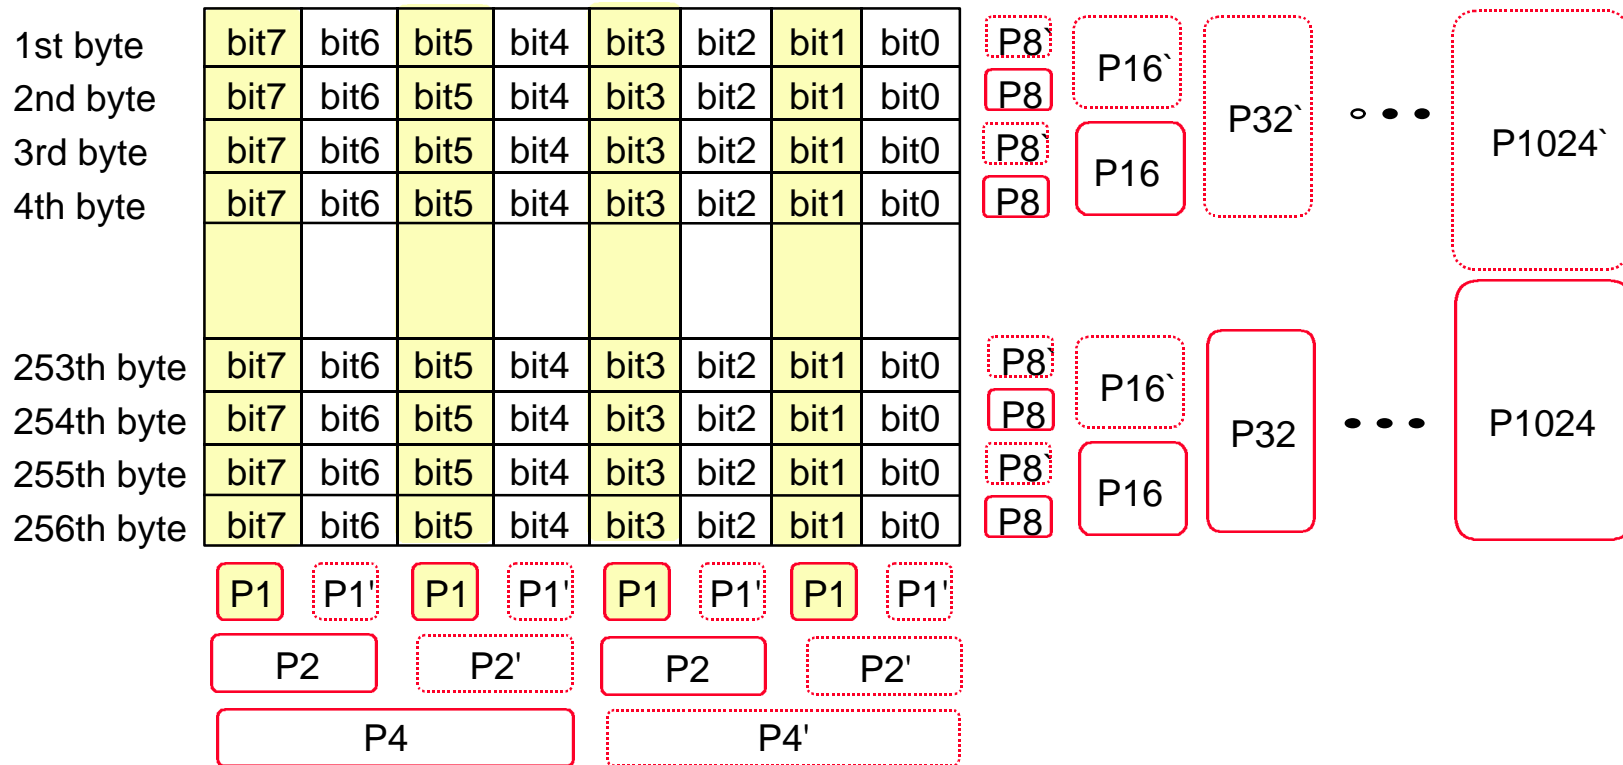 1st byte bit7 bit6 bit5 bit4 bit3 bit2 bit1 bit0 P8` P16` P32` P1024`
2nd byte bit7 bit6 bit5 bit4 bit3 bit2 bit1 bit0 P8
3rd byte bit7 bit6 bit5 bit4 bit3 bit2 bit1 bit0 P8` P16
4th byte bit7 bit6 bit5 bit4 bit3 bit2 bit1 bit0 P8
253th byte bit7 bit6 bit5 bit4 bit3 bit2 bit1 bit0 P8` P16` P32 P1024
254th byte bit7 bit6 bit5 bit4 bit3 bit2 bit1 bit0 P8
255th byte bit7 bit6 bit5 bit4 bit3 bit2 bit1 bit0 P8` P16
256th byte bit7 bit6 bit5 bit4 bit3 bit2 bit1 bit0 P8
P1 P1' P1 P1' P1 P1' P1 P1'
P2 P2' P2 P2'
P4 P4'